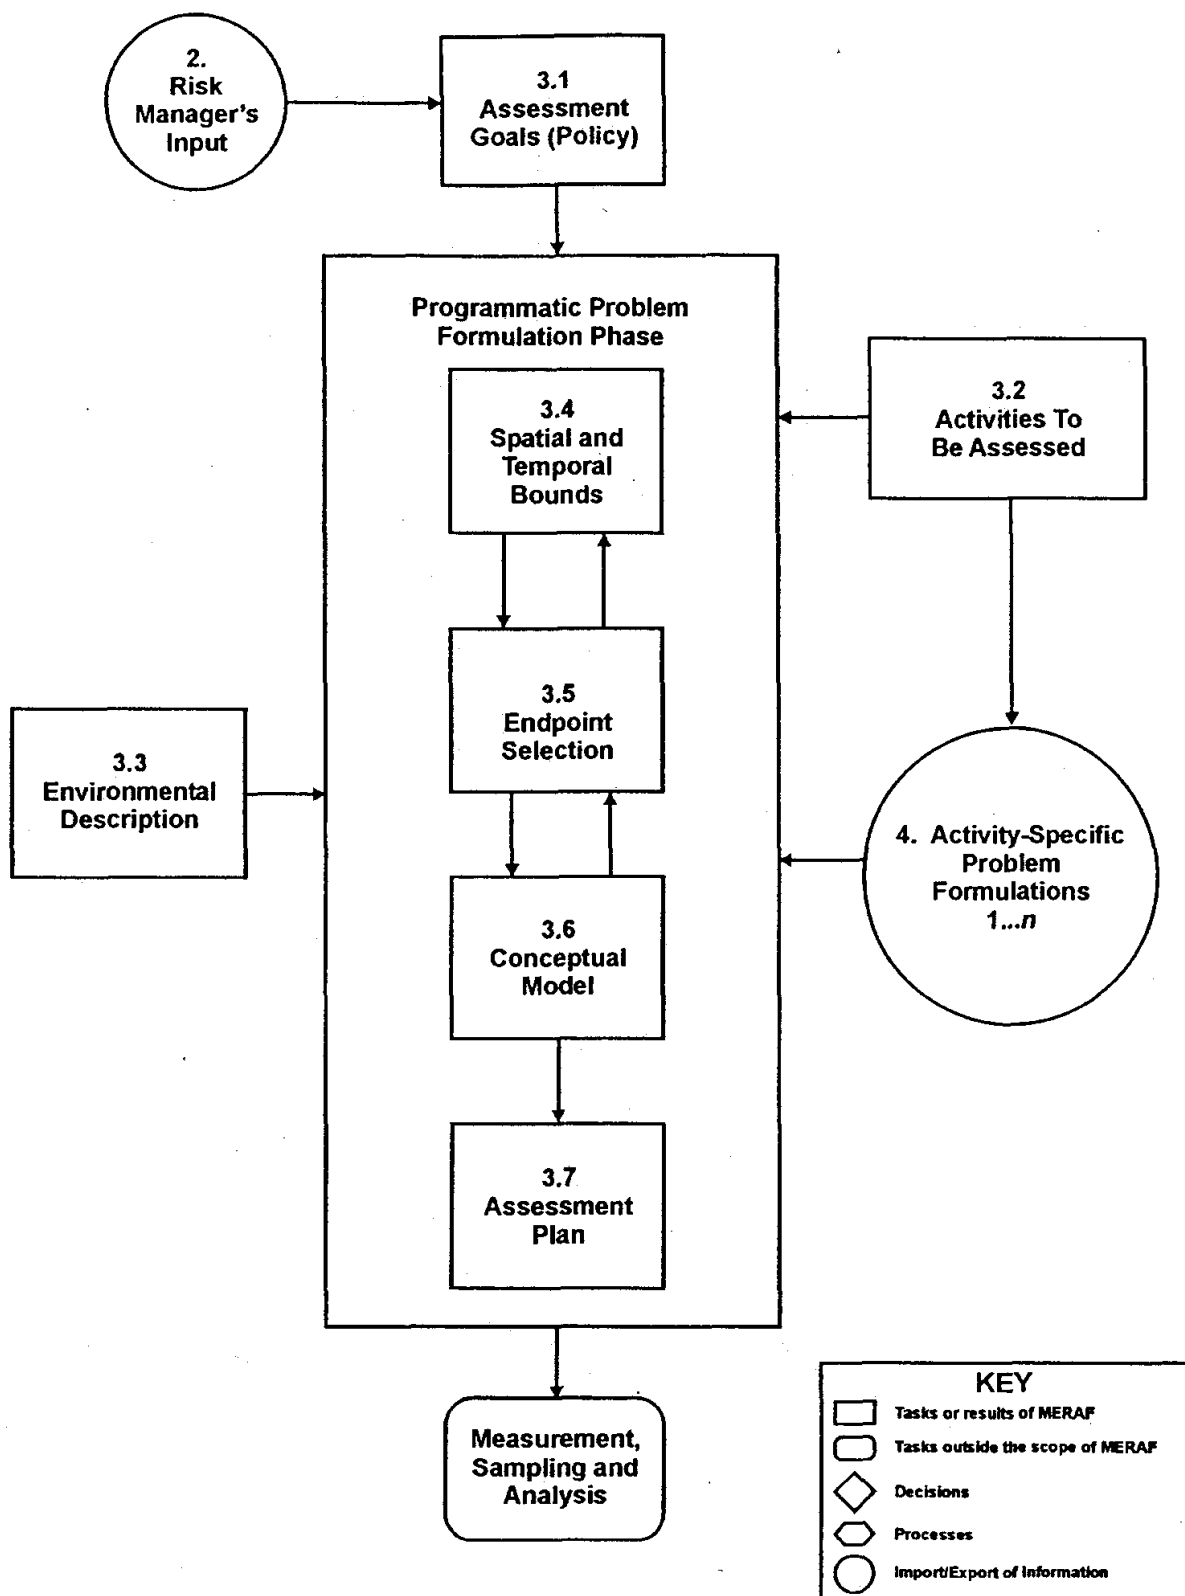 2.
Risk
Manager's
Input
3.1
Assessment
Goals (Policy)
Programmatic Problem
Formulation Phase
3.4
Spatial and
Temporal
Bounds
3.2
Activities To
Be Assessed
3.5
Endpoint
Selection
3.3
Environmental
Description
4. Activity-Specific
Problem
Formulations
1...n
3.6
Conceptual
Model
3.7
Assessment
Plan
Measurement,
Sampling and
Analysis
KEY
Tasks or results of MERAF
Tasks outside the scope of MERAF
Decisions
Processes
Import/Export of Information